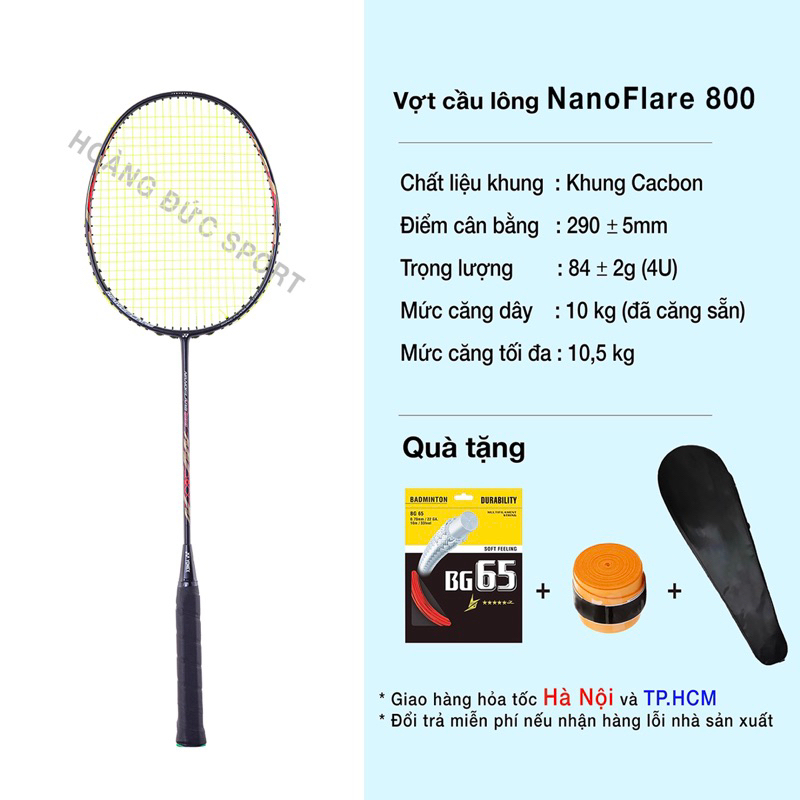 HOÀNG ĐỨC SPORT
Vợt cầu lông NanoFlare 800
Chất liệu khung : Khung Cacbon
Điểm cân bằng : 290 ± 5mm
Trọng lượng : 84 ± 2g (4U)
Mức căng dây : 10 kg (đã căng sẵn)
Mức căng tối đa : 10,5 kg
Quà tặng
BADMINTON DURABILITY
BG 65
SOFT FEELING
BG65
+ +
* Giao hàng hỏa tốc Hà Nội và TP.HCM
* Đổi trả miễn phí nếu nhận hàng lỗi nhà sản xuất